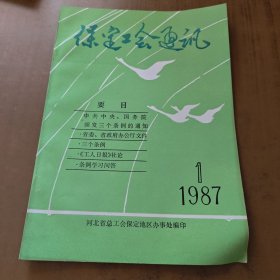 保定工会通讯
要目
中共中央、国务院
颁发三个条例的通知
·省委、省政府办公厅文件
·三个条例
·《工人日报》社论
·条例学习问答
1
1987
河北省总工会保定地区办事处编印